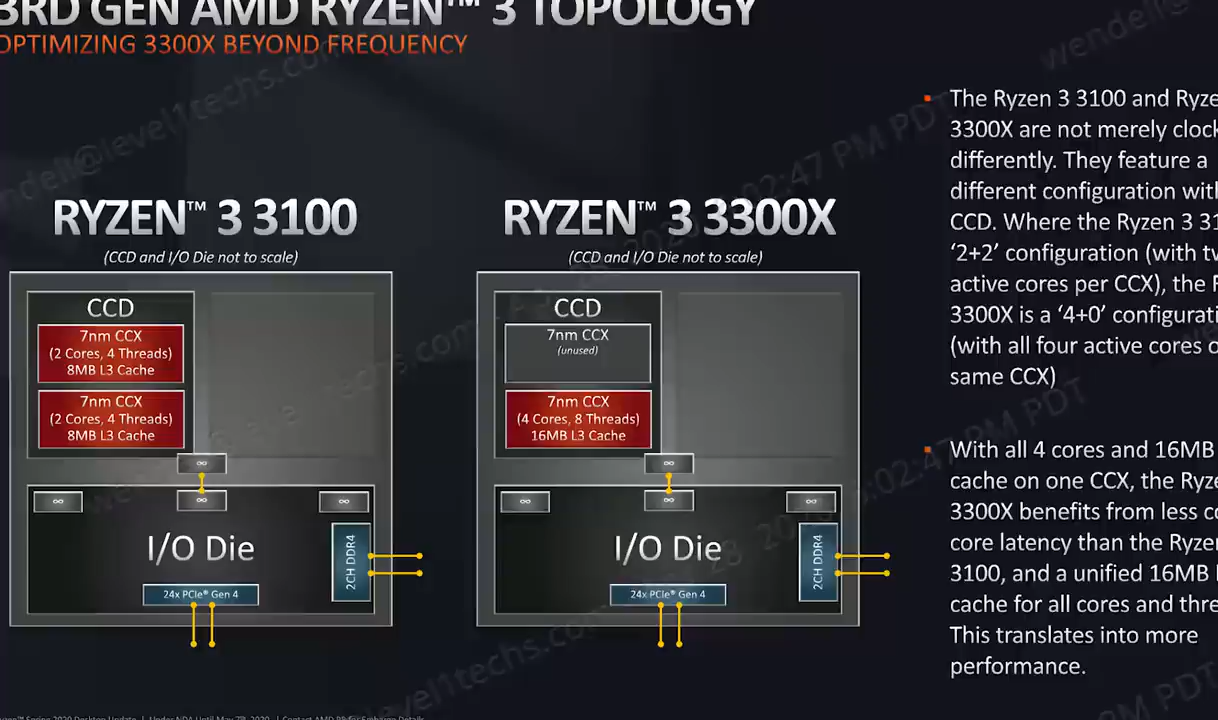 3RD GEN AMD RYZEN™ 3 TOPOLOGY
OPTIMIZING 3300X BEYOND FREQUENCY
RYZEN™ 3 3100
(CCD and I/O Die not to scale)
CCD
7nm CCX
(2 Cores, 4 Threads)
8MB L3 Cache
7nm CCX
(2 Cores, 4 Threads)
8MB L3 Cache
∞
∞
∞
∞
I/O Die
2CH DDR4
24x PCIe® Gen 4
RYZEN™ 3 3300X
(CCD and I/O Die not to scale)
CCD
7nm CCX
(unused)
7nm CCX
(4 Cores, 8 Threads)
16MB L3 Cache
∞
∞
∞
∞
I/O Die
2CH DDR4
24x PCIe® Gen 4
The Ryzen 3 3100 and Ryze
3300X are not merely clock
differently. They feature a
different configuration with
CCD. Where the Ryzen 3 31
‘2+2’ configuration (with tw
active cores per CCX), the R
3300X is a ‘4+0’ configurati
(with all four active cores o
same CCX)
With all 4 cores and 16MB
cache on one CCX, the Ryze
3300X benefits from less co
core latency than the Ryzen
3100, and a unified 16MB
cache for all cores and thre
This translates into more
performance.
wendell@level1techs.com
02:47 PM PDT